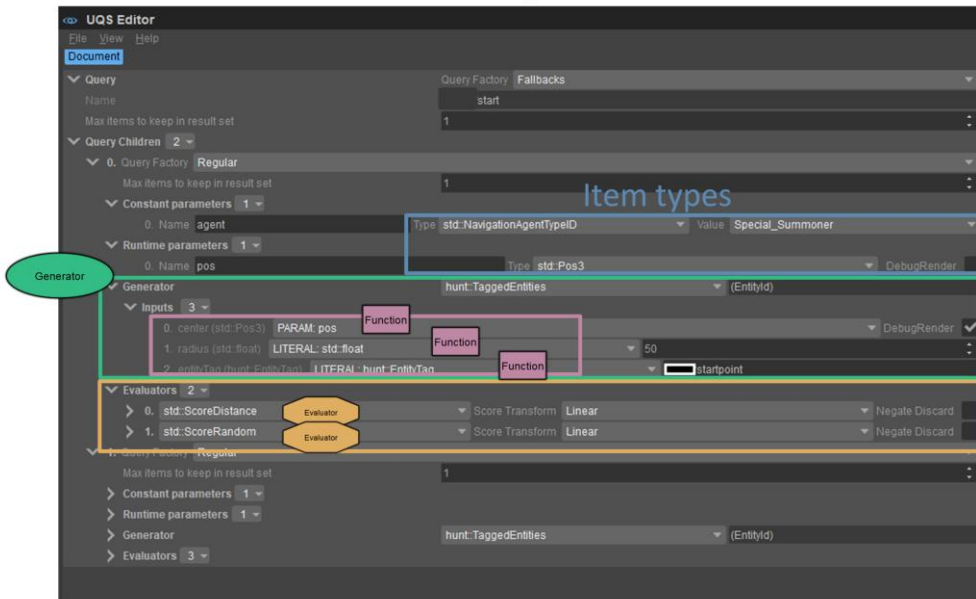 UQS Editor
File View Help
Document
Query Query Factory Fallbacks
Name start
Max items to keep in result set 1
Query Children 2
0. Query Factory Regular
Max items to keep in result set 1
Item types
Constant parameters 1
0. Name agent Type std::NavigationAgentTypeID Value Special_Summoner
Runtime parameters 1
0. Name pos Type std::Pos3 DebugRender
Generator
Generator hunt::TaggedEntities (EntityId)
Inputs 3
0. center (std::Pos3) PARAM: pos Function DebugRender
1. radius (std::float) LITERAL: std::float Function 50
2. entityTag (hunt::EntityTag) LITERAL: hunt::EntityTag Function startpoint
Evaluators 2
0. std::ScoreDistance Evaluator Score Transform Linear Negate Discard
1. std::ScoreRandom Evaluator Score Transform Linear Negate Discard
1. Query Factory Regular
Max items to keep in result set 1
Constant parameters 1
Runtime parameters 1
Generator hunt::TaggedEntities (EntityId)
Evaluators 3